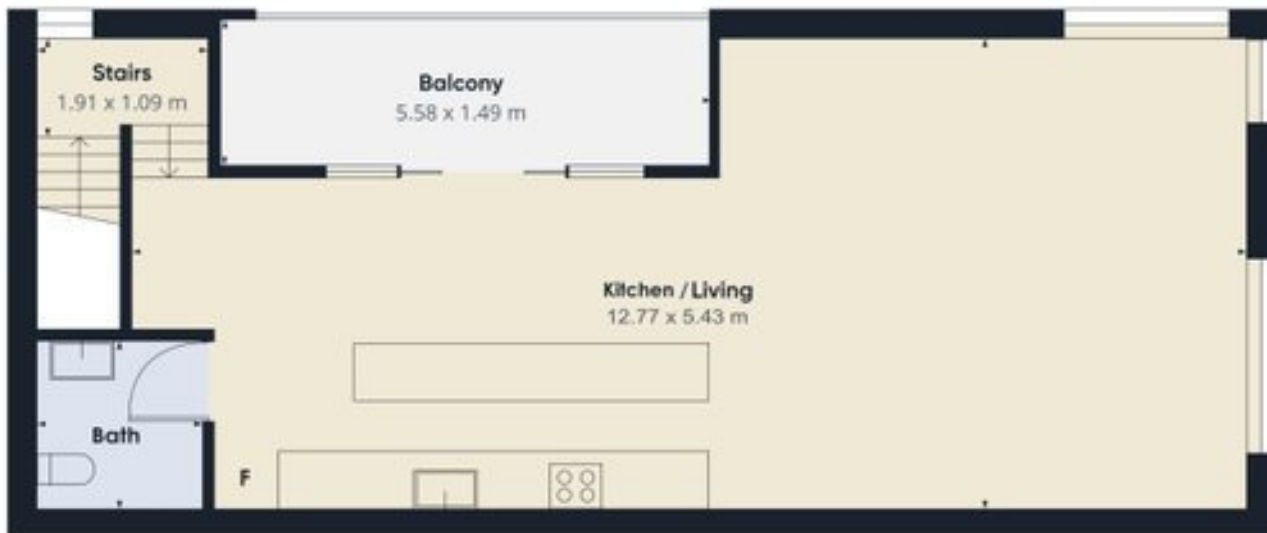 Stairs
1.91 x 1.09 m
Balcony
5.58 x 1.49 m
Kitchen / Living
12.77 x 5.43 m
Bath
F